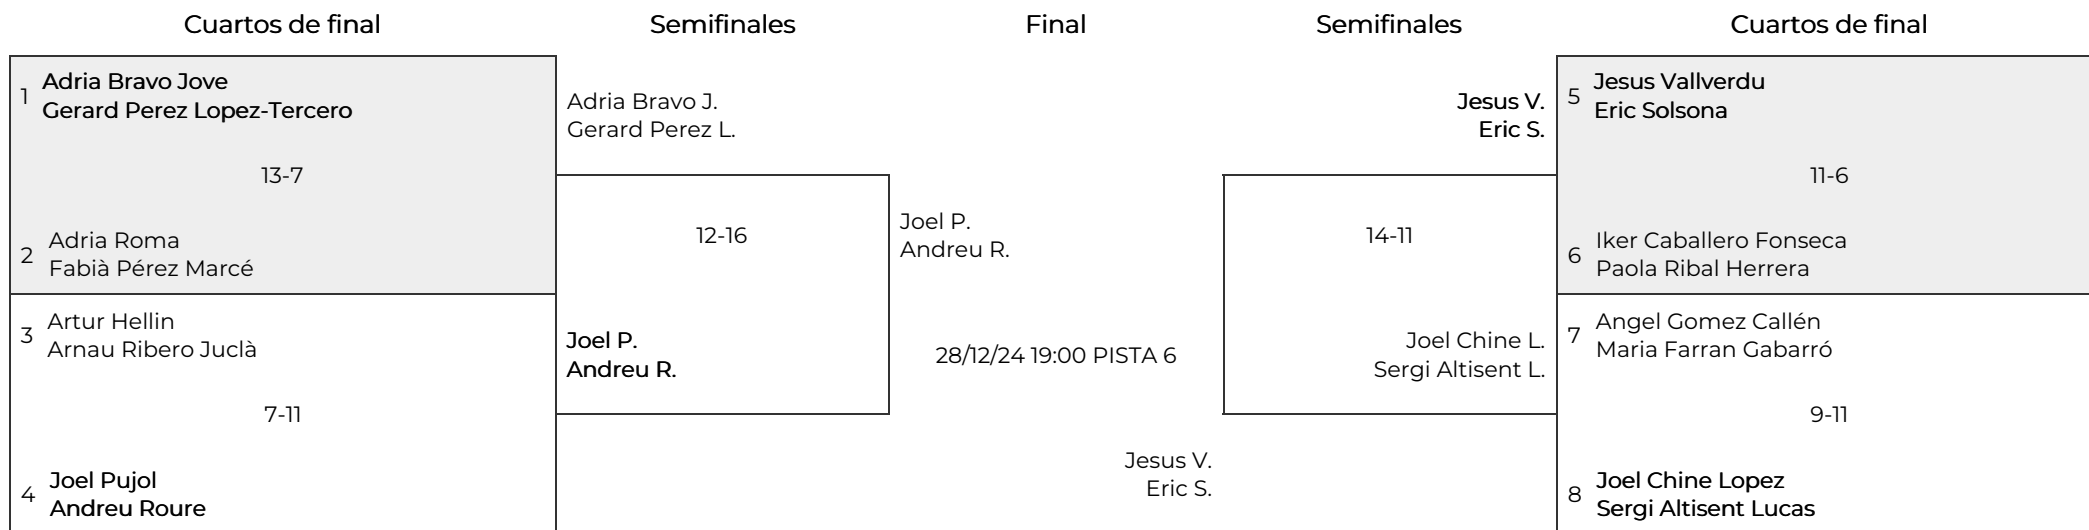 Cuartos de final
Semifinales
Final
Semifinales
Cuartos de final
1
Adria Bravo Jove
Gerard Perez Lopez-Tercero
13-7
2
Adria Roma
Fabià Pérez Marcé
3
Artur Hellin
Arnau Ribero Juclà
7-11
4
Joel Pujol
Andreu Roure
Adria Bravo J.
Gerard Perez L.
12-16
Joel P.
Andreu R.
Joel P.
Andreu R.
28/12/24 19:00 PISTA 6
Jesus V.
Eric S.
Jesus V.
Eric S.
14-11
Joel Chine L.
Sergi Altisent L.
5
Jesus Vallverdu
Eric Solsona
11-6
6
Iker Caballero Fonseca
Paola Ribal Herrera
7
Angel Gomez Callén
Maria Farran Gabarró
9-11
8
Joel Chine Lopez
Sergi Altisent Lucas